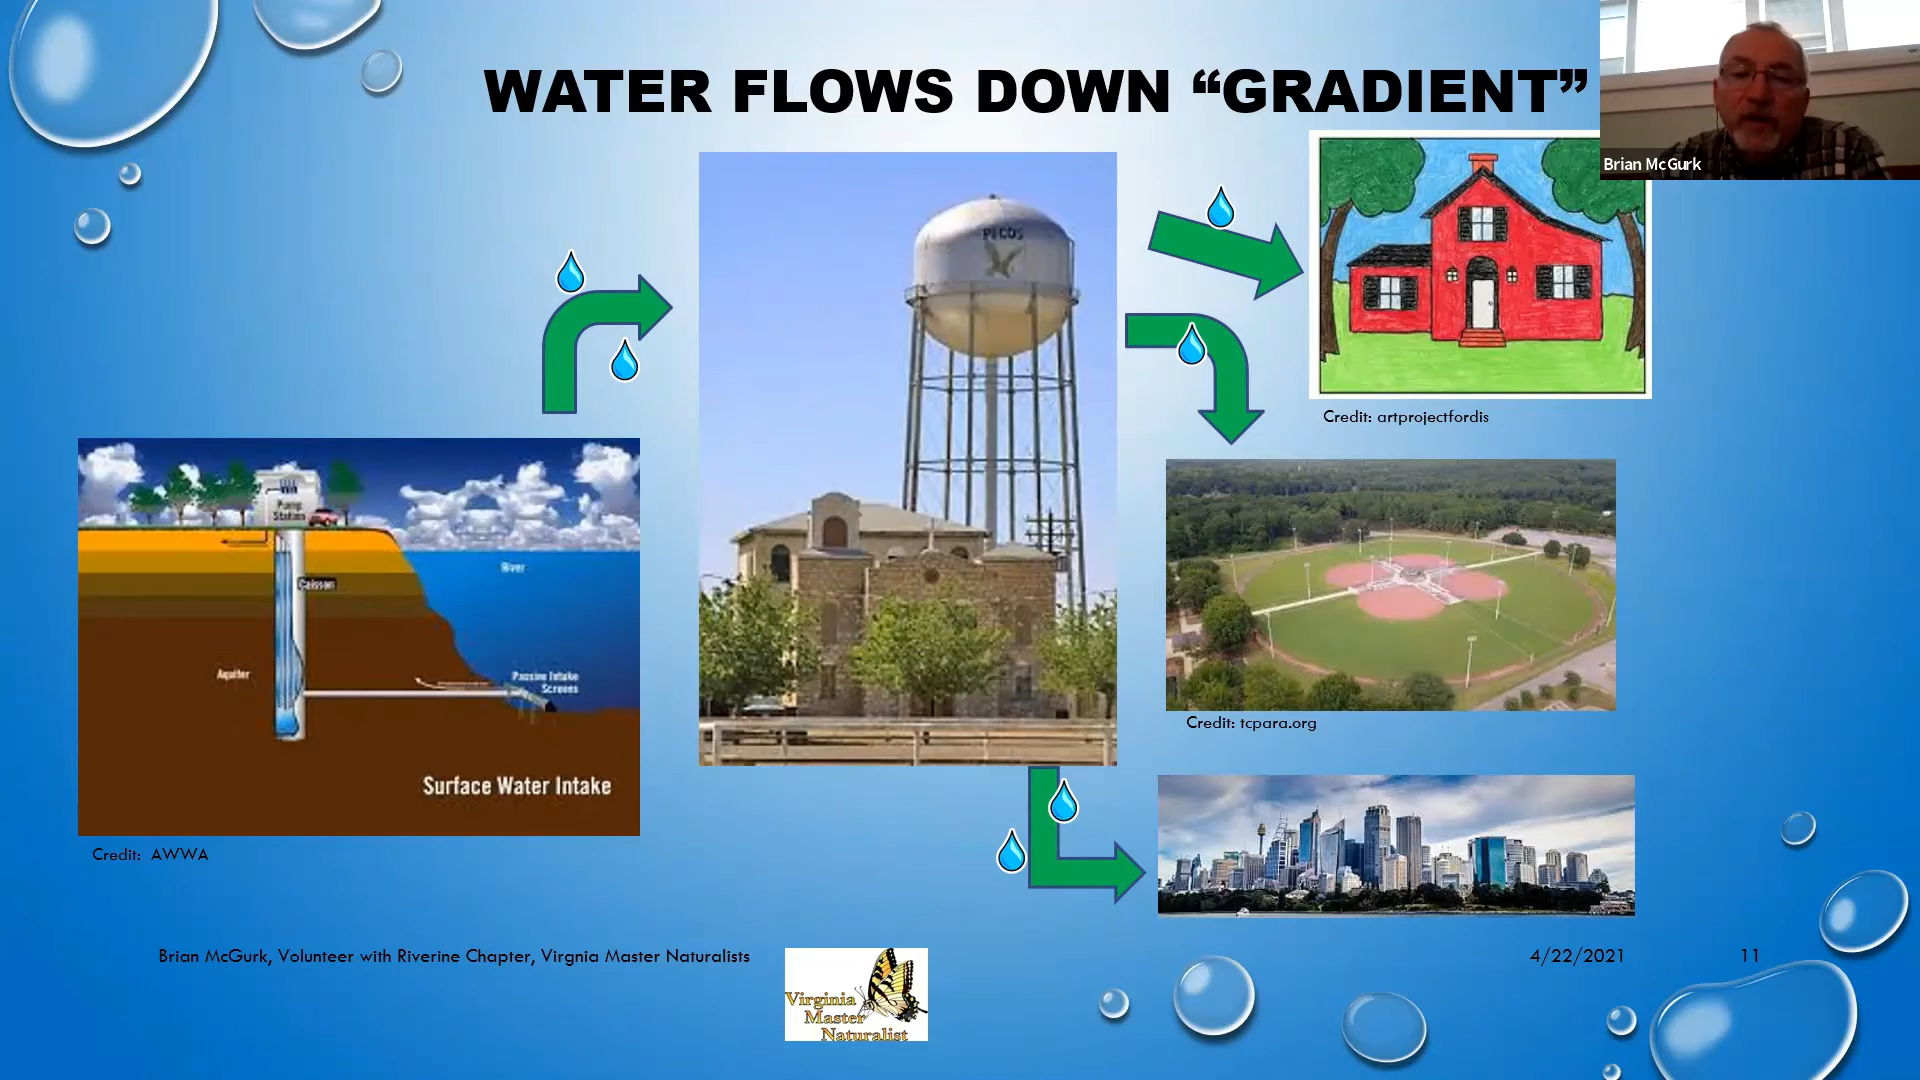 WATER FLOWS DOWN “GRADIENT”
Brian McGurk
PECOS
Credit: artprojectfordis
Pump
Station
River
Caisson
Aquifer
Passive Intake
Screens
Surface Water Intake
Credit: AWWA
Credit: tcpara.org
Brian McGurk, Volunteer with Riverine Chapter, Virgnia Master Naturalists
Virginia
Master
Naturalist
4/22/2021
11